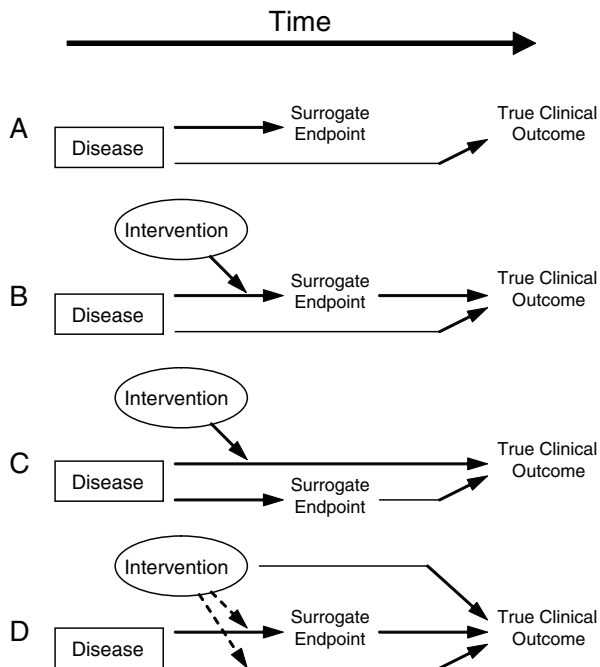 Time
A
Disease
Surrogate
Endpoint
True Clinical
Outcome
Intervention
B
Disease
Surrogate
Endpoint
True Clinical
Outcome
Intervention
C
Disease
Surrogate
Endpoint
True Clinical
Outcome
Intervention
D
Disease
Surrogate
Endpoint
True Clinical
Outcome